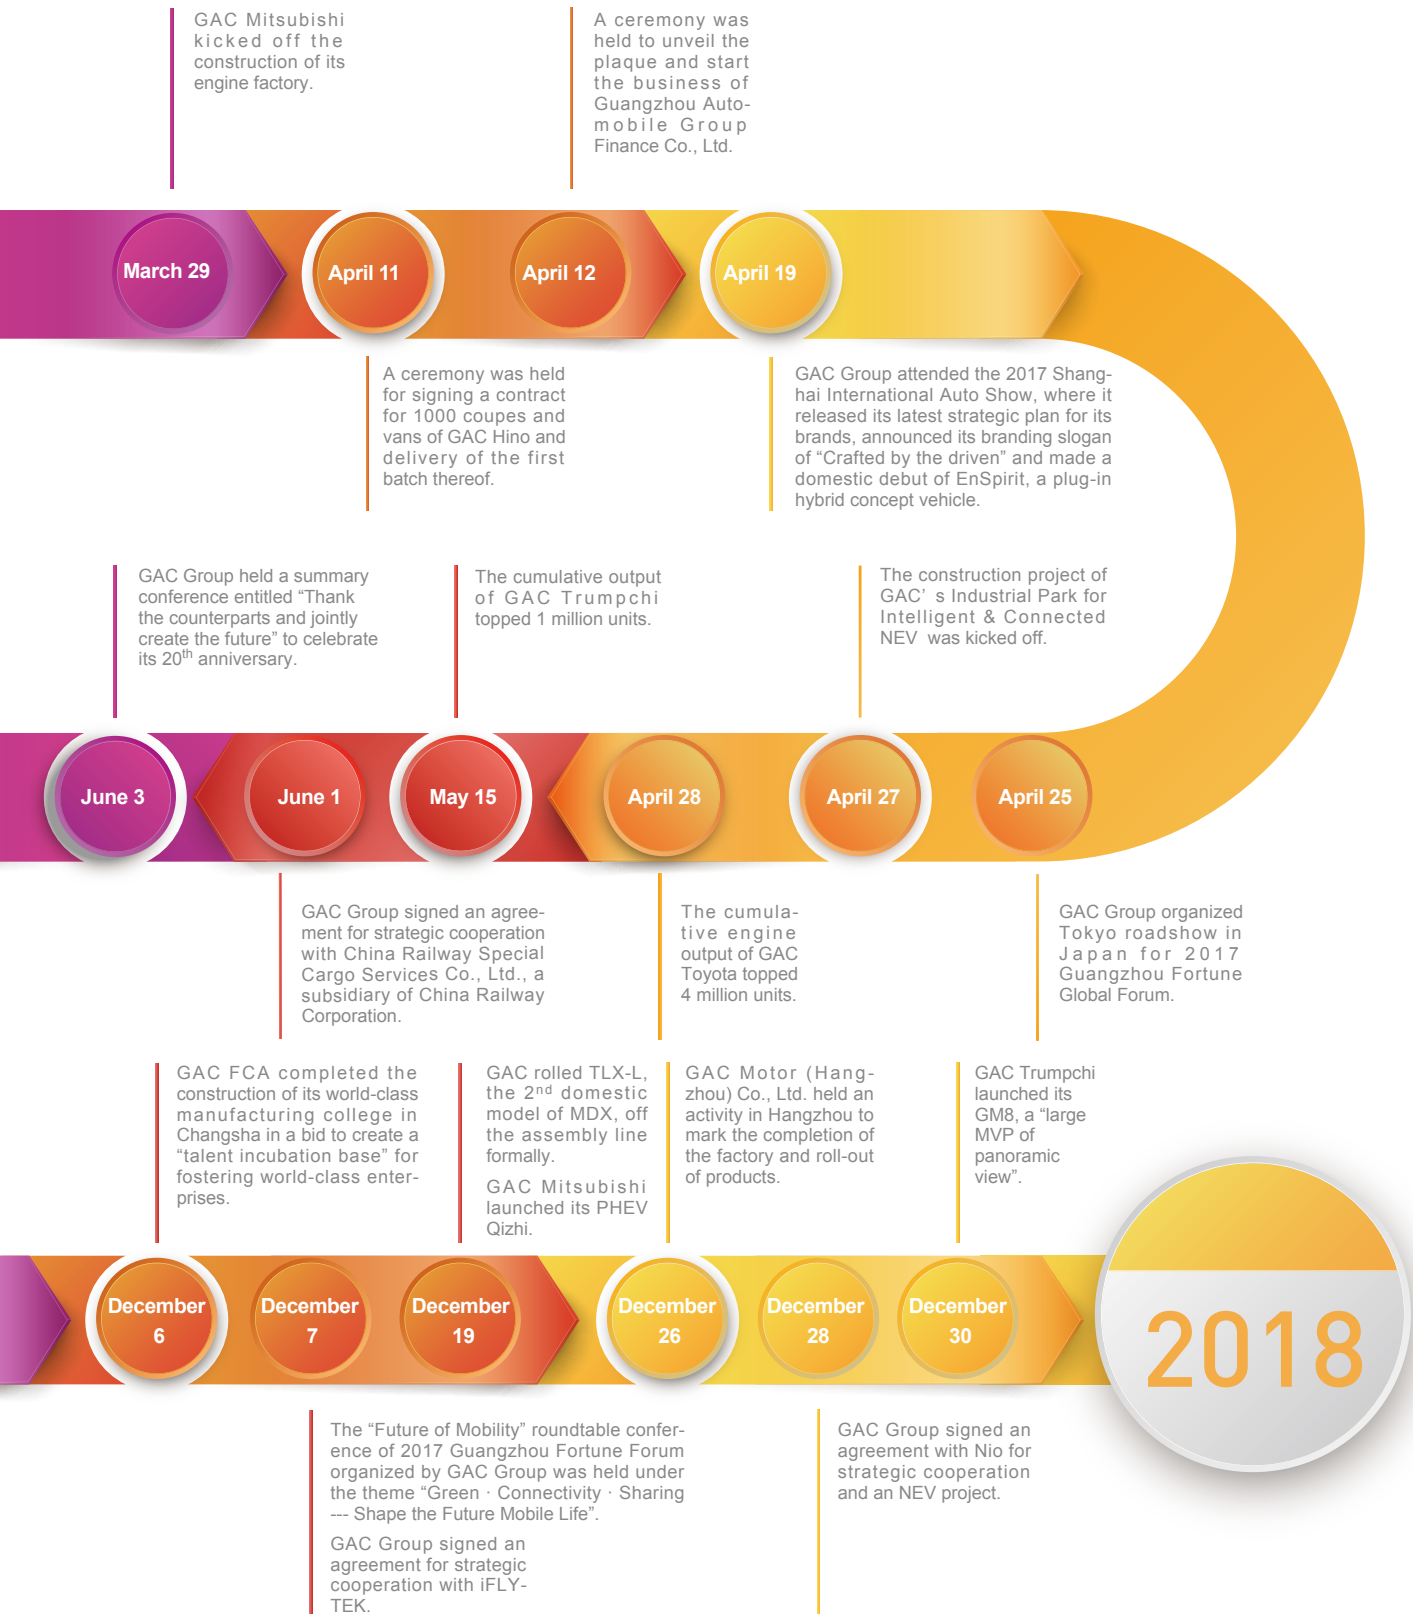 GAC Mitsubishi
kicked off the
construction of its
engine factory.
A ceremony was
held to unveil the
plaque and start
the business of
Guangzhou Auto-
mobile Group
Finance Co., Ltd.
March 29
April 11
April 12
April 19
A ceremony was held
for signing a contract
for 1000 coupes and
vans of GAC Hino and
delivery of the first
batch thereof.
GAC Group attended the 2017 Shang-
hai International Auto Show, where it
released its latest strategic plan for its
brands, announced its branding slogan
of “Crafted by the driven” and made a
domestic debut of EnSpirit, a plug-in
hybrid concept vehicle.
GAC Group held a summary
conference entitled “Thank
the counterparts and jointly
create the future” to celebrate
its 20th anniversary.
The cumulative output
of GAC Trumpchi
topped 1 million units.
The construction project of
GAC’ s Industrial Park for
Intelligent & Connected
NEV was kicked off.
June 3
June 1
May 15
April 28
April 27
April 25
GAC Group signed an agree-
ment for strategic cooperation
with China Railway Special
Cargo Services Co., Ltd., a
subsidiary of China Railway
Corporation.
The cumula-
tive engine
output of GAC
Toyota topped
4 million units.
GAC Group organized
Tokyo roadshow in
Japan for 2017
Guangzhou Fortune
Global Forum.
GAC FCA completed the
construction of its world-class
manufacturing college in
Changsha in a bid to create a
“talent incubation base” for
fostering world-class enter-
prises.
GAC rolled TLX-L,
the 2nd domestic
model of MDX, off
the assembly line
formally.
GAC Mitsubishi
launched its PHEV
Qizhi.
GAC Motor (Hang-
zhou) Co., Ltd. held an
activity in Hangzhou to
mark the completion of
the factory and roll-out
of products.
GAC Trumpchi
launched its
GM8, a “large
MVP of
panoramic
view”.
December
6
December
7
December
19
December
26
December
28
December
30
2018
The “Future of Mobility” roundtable confer-
ence of 2017 Guangzhou Fortune Forum
organized by GAC Group was held under
the theme “Green · Connectivity · Sharing
--- Shape the Future Mobile Life”.
GAC Group signed an
agreement for strategic
cooperation with iFLY-
TEK.
GAC Group signed an
agreement with Nio for
strategic cooperation
and an NEV project.